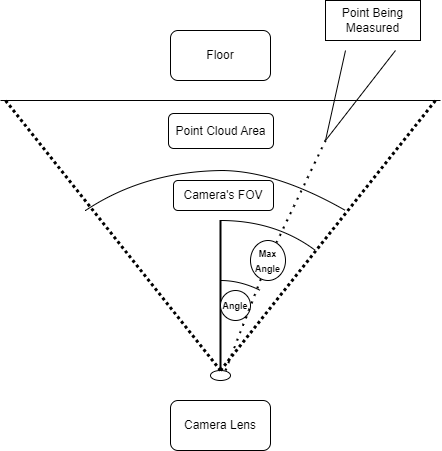 Point Being
Measured
Floor
Point Cloud Area
Camera's FOV
Max
Angle
Angle
Camera Lens